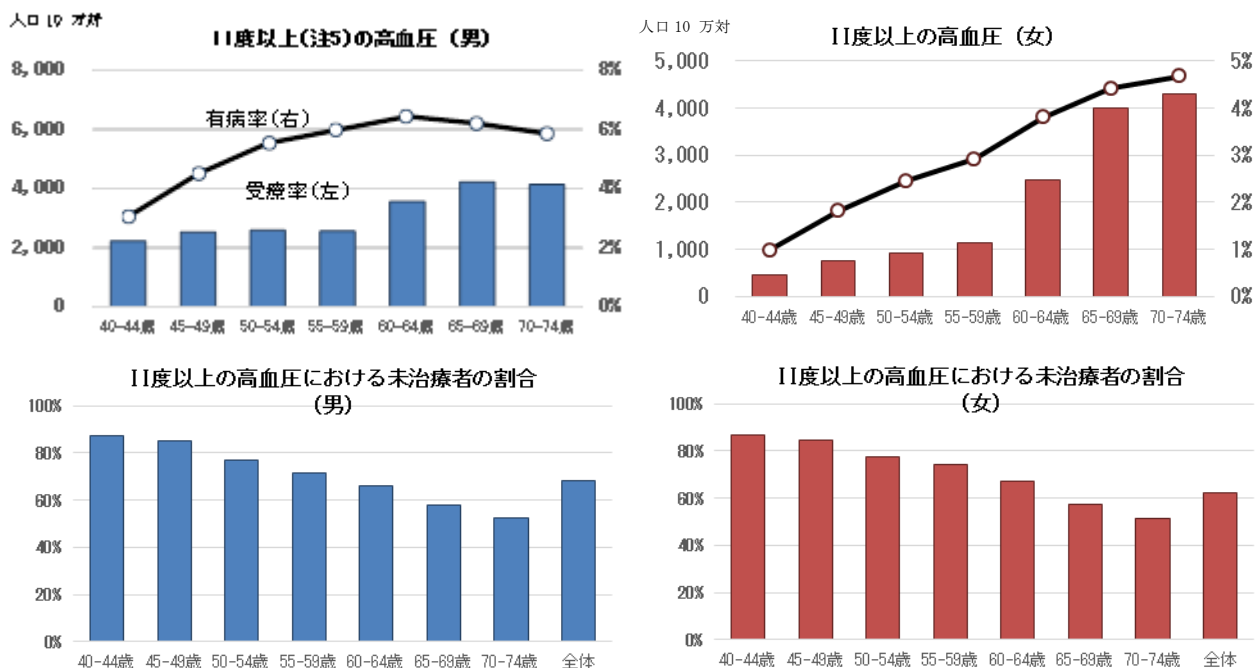 人口 10 万対
II度以上(注5)の高血圧 (男)
8,000
6,000
4,000
2,000
0
8%
6%
4%
2%
0%
有病率(右)
受療率(左)
40-44歳 45-49歳 50-54歳 55-59歳 60-64歳 65-69歳 70-74歳
人口 10 万対
II度以上の高血圧 (女)
5,000
4,000
3,000
2,000
1,000
0
5%
4%
3%
2%
1%
0%
40-44歳 45-49歳 50-54歳 55-59歳 60-64歳 65-69歳 70-74歳
II度以上の高血圧における未治療者の割合
(男)
100%
80%
60%
40%
20%
0%
40-44歳 45-49歳 50-54歳 55-59歳 60-64歳 65-69歳 70-74歳 全体
II度以上の高血圧における未治療者の割合
(女)
100%
80%
60%
40%
20%
0%
40-44歳 45-49歳 50-54歳 55-59歳 60-64歳 65-69歳 70-74歳 全体